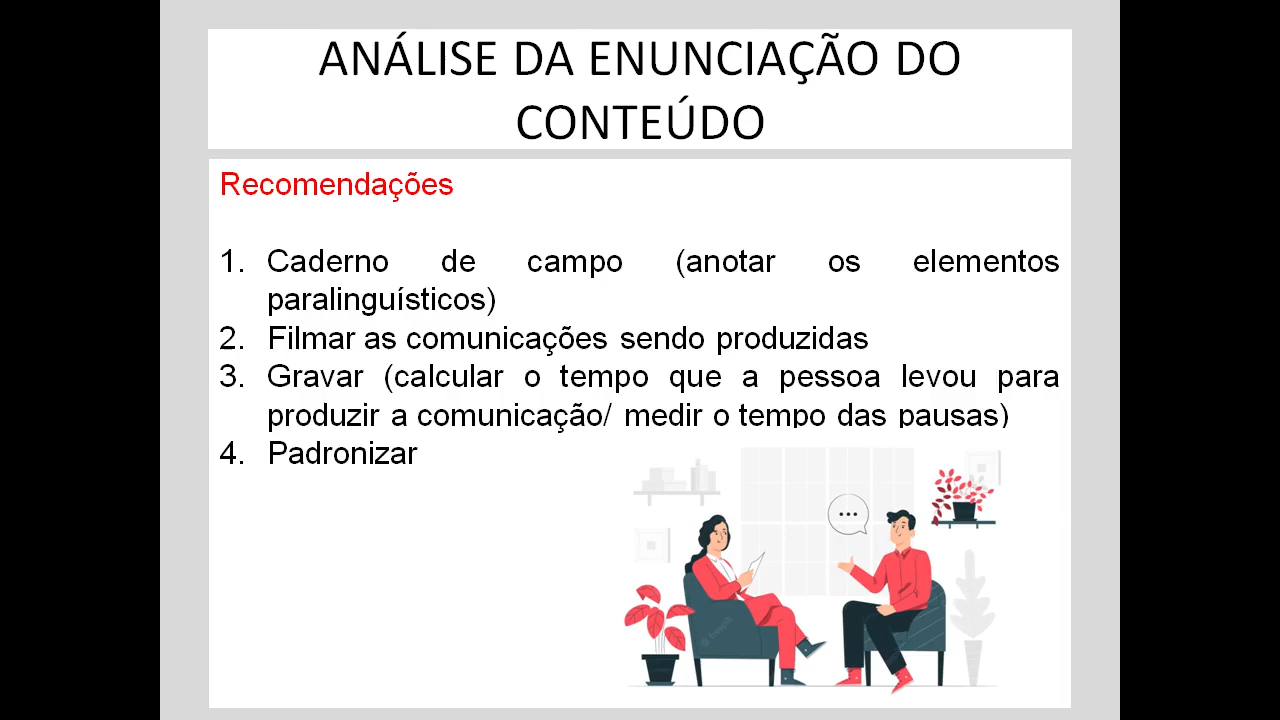 ANÁLISE DA ENUNCIAÇÃO DO
CONTEÚDO
Recomendações
1. Caderno de campo (anotar os elementos
paralinguísticos)
2. Filmar as comunicações sendo produzidas
3. Gravar (calcular o tempo que a pessoa levou para
produzir a comunicação/ medir o tempo das pausas)
4. Padronizar